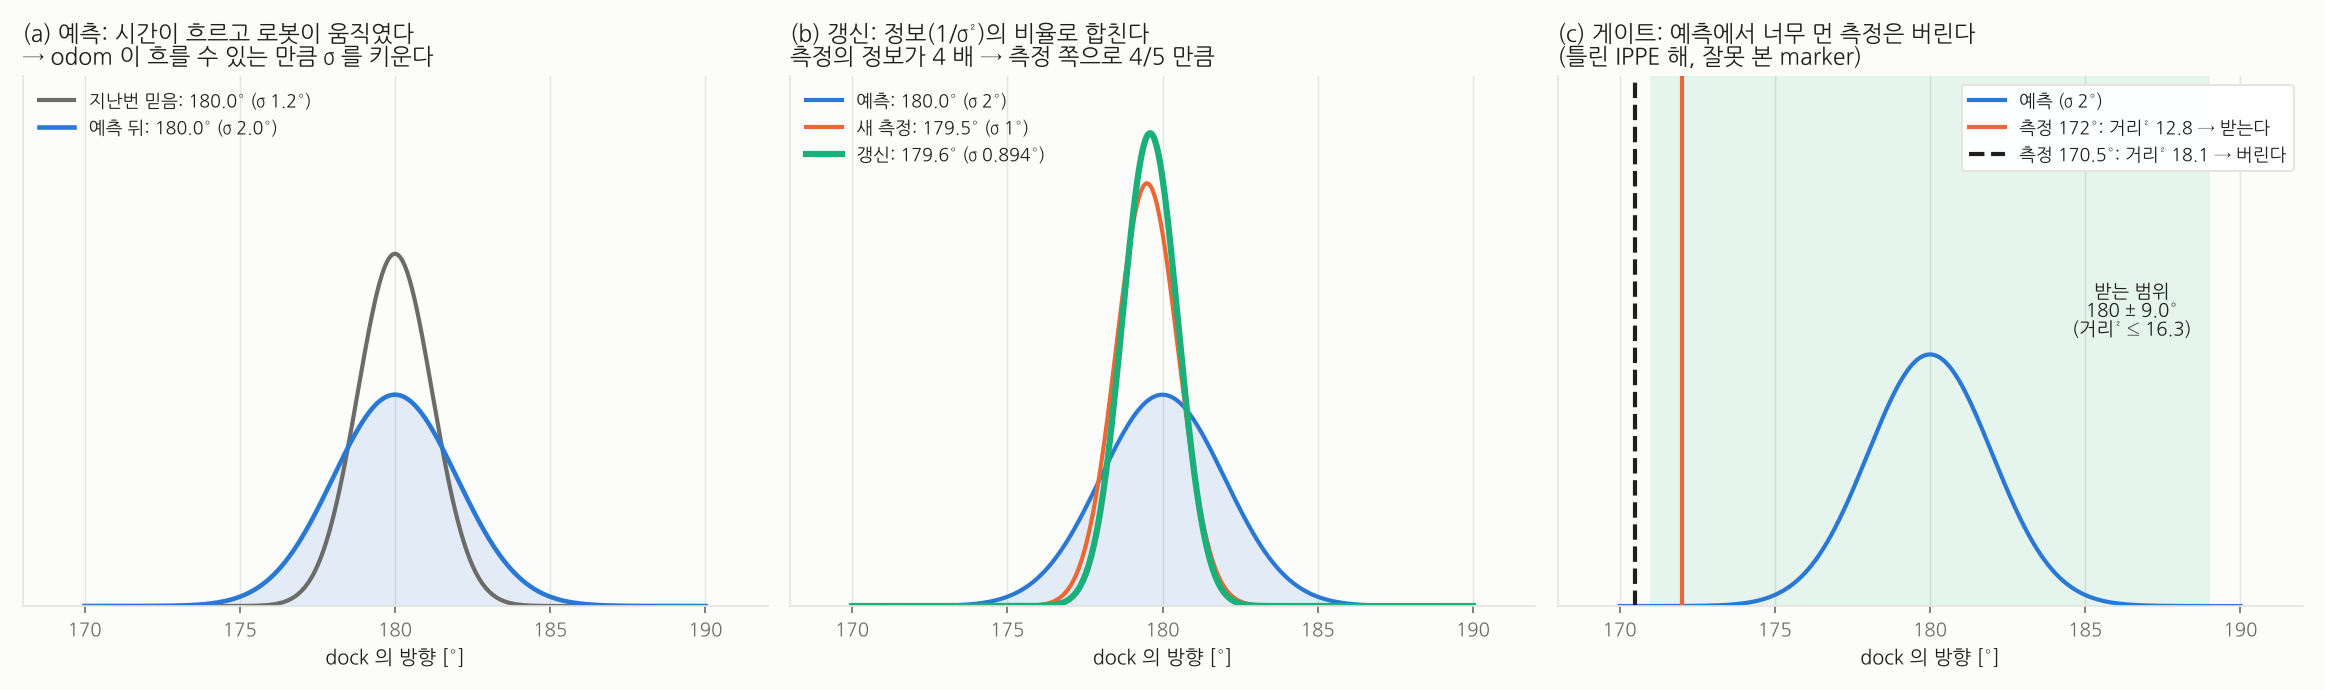 (a) 예측: 시간이 흐르고 로봇이 움직였다
→ odom 이 흐를 수 있는 만큼 σ 를 키운다
지난번 믿음: 180.0° (σ 1.2°)
예측 뒤: 180.0° (σ 2.0°)
170 175 180 185 190
dock 의 방향 [°]
(b) 갱신: 정보(1/σ²)의 비율로 합친다
측정의 정보가 4 배 → 측정 쪽으로 4/5 만큼
예측: 180.0° (σ 2°)
새 측정: 179.5° (σ 1°)
갱신: 179.6° (σ 0.894°)
170 175 180 185 190
dock 의 방향 [°]
(c) 게이트: 예측에서 너무 먼 측정은 버린다
(틀린 IPPE 해, 잘못 본 marker)
예측 (σ 2°)
측정 172°: 거리² 12.8 → 받는다
측정 170.5°: 거리² 18.1 → 버린다
받는 범위
180 ± 9.0°
(거리² ≤ 16.3)
170 175 180 185 190
dock 의 방향 [°]